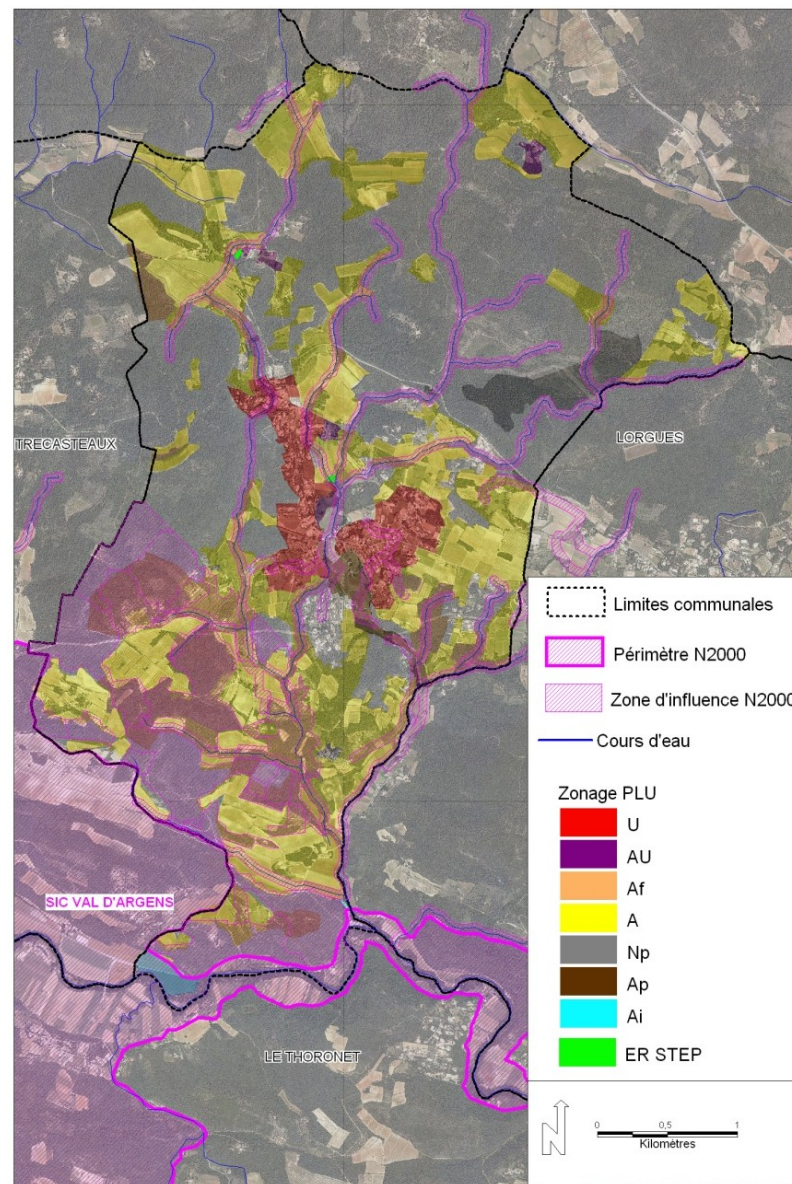 TRECASTEAUX
LORGUES
SIC VAL D'ARGENS
LE THORONET
Limites communales
Périmètre N2000
Zone d'influence N2000
Cours d'eau
Zonage PLU
U
AU
Af
A
Np
Ap
Ai
ER STEP
N
0 0,5 1
Kilomètres